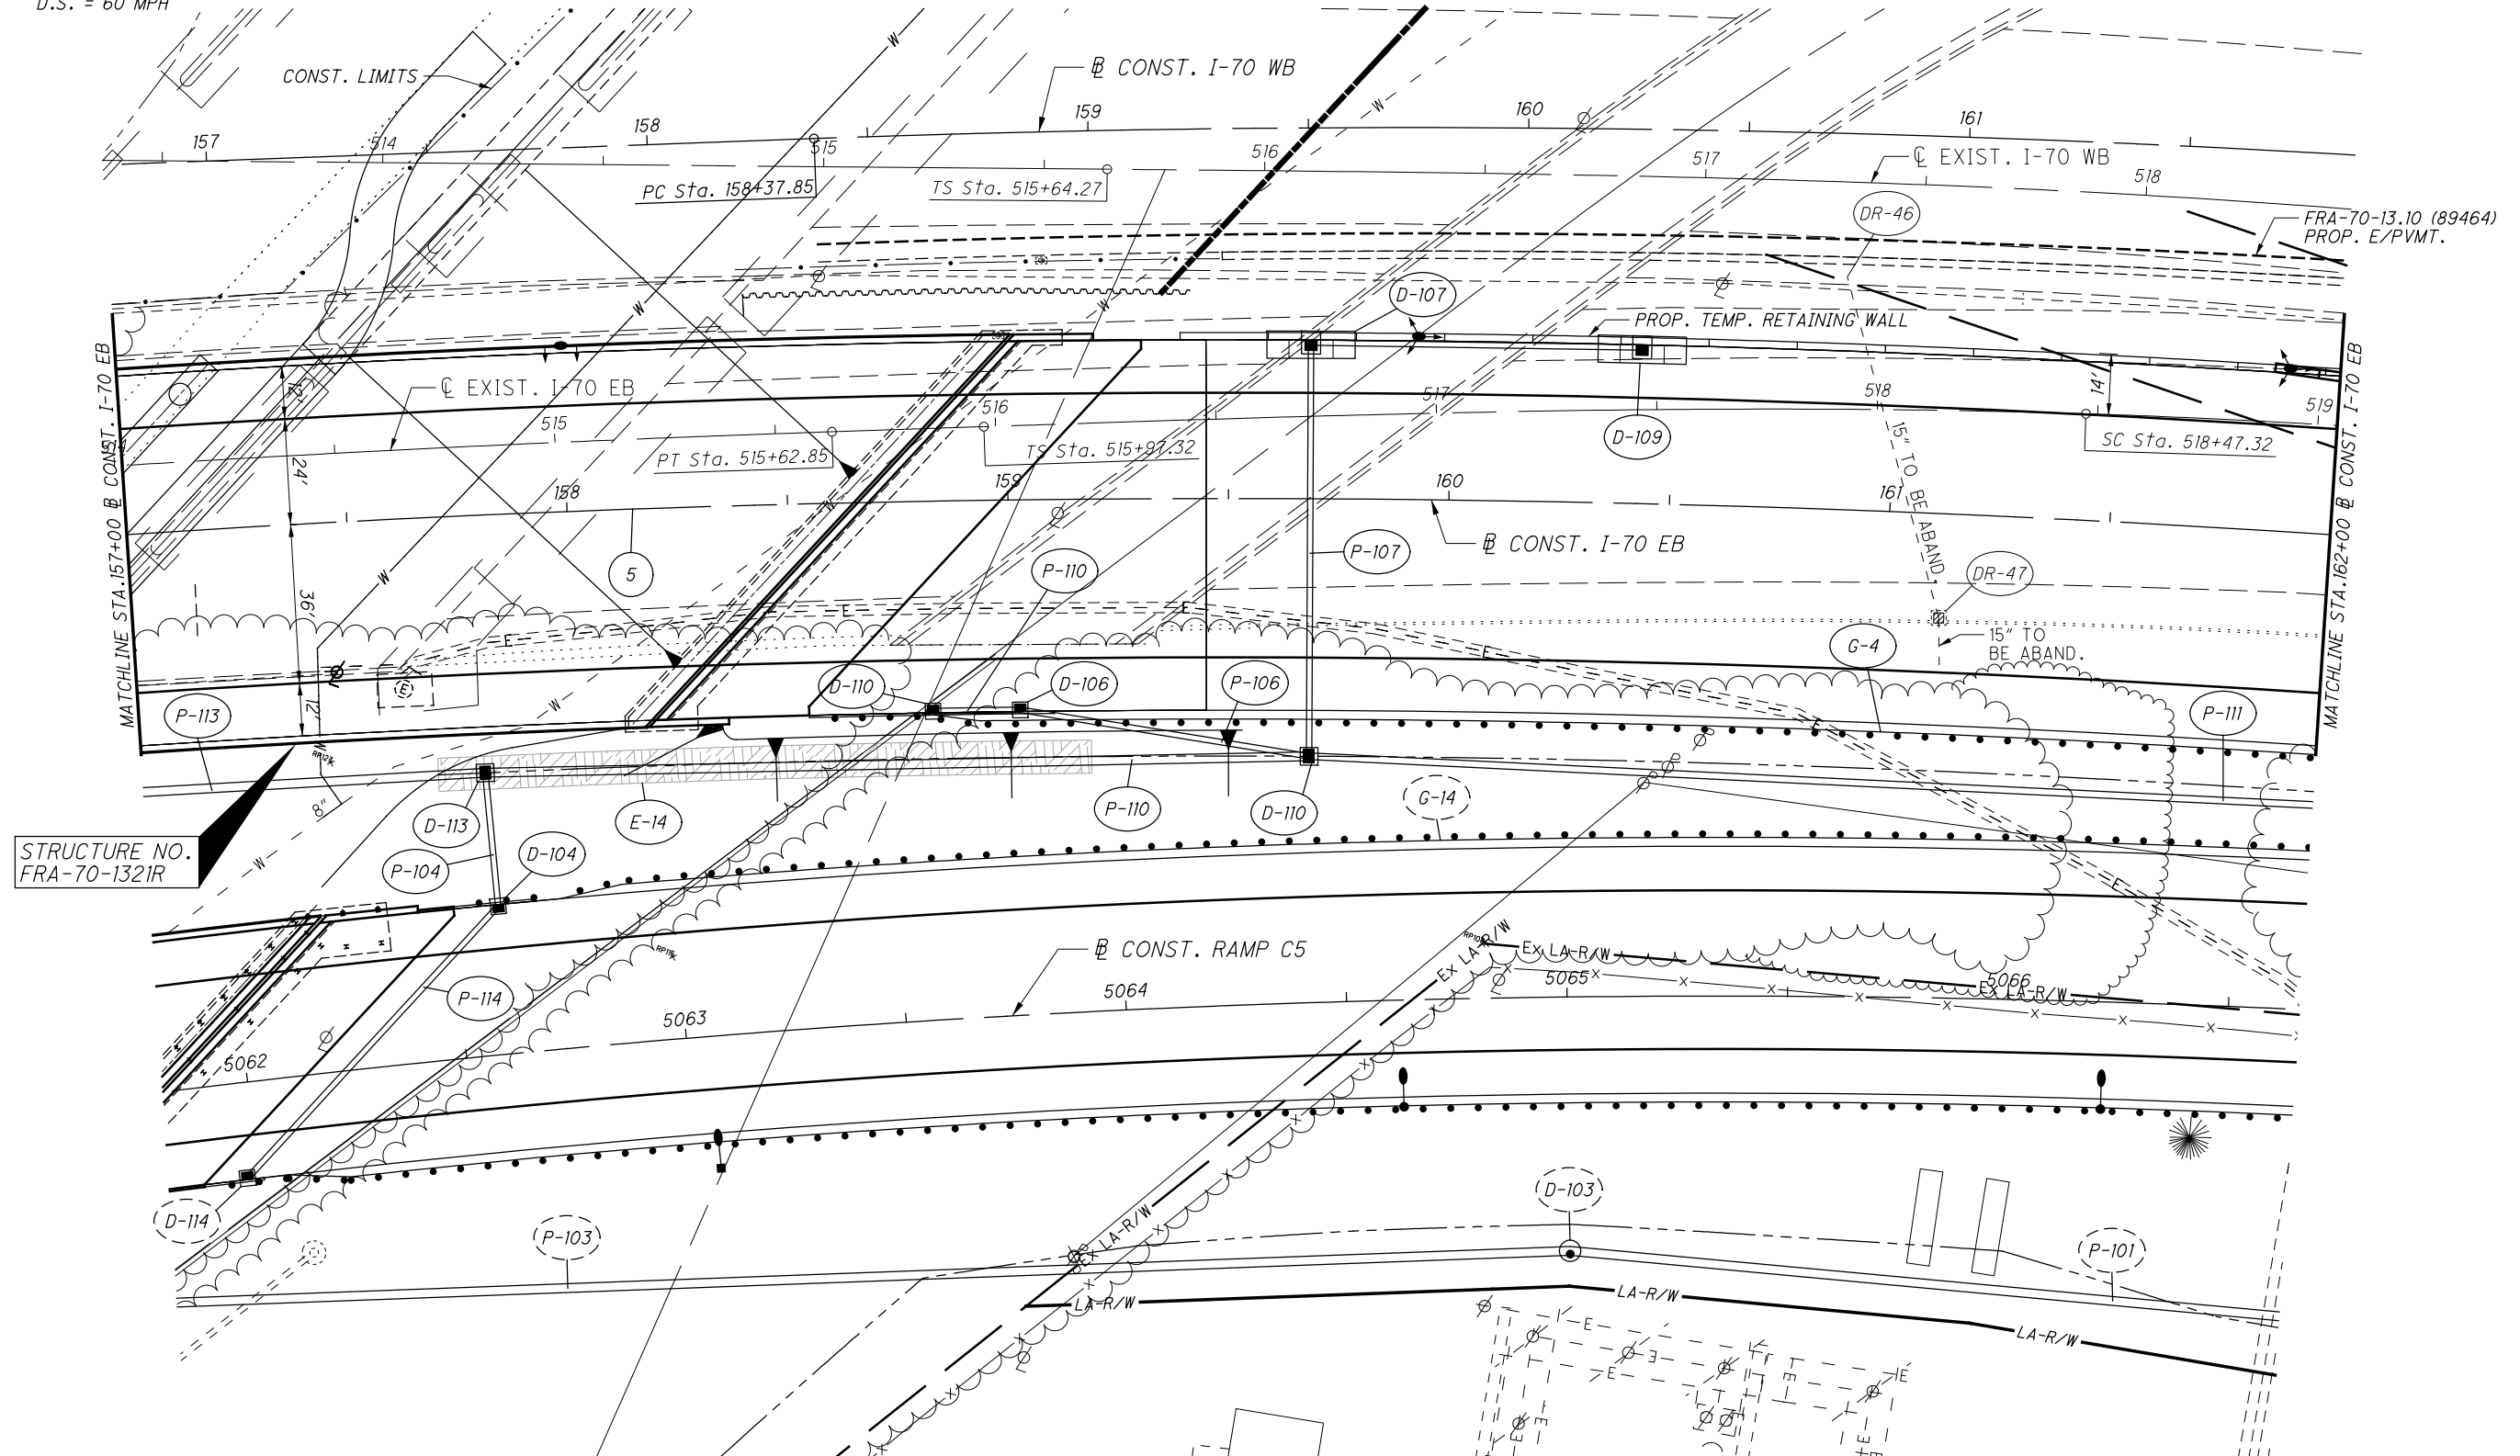 D.S. = 60 MPH
CONST. LIMITS
B CONST. I-70 WB
157
158
159
160
161
514
515
516
517
518
CL EXIST. I-70 WB
PC Sta. 158+37.85
TS Sta. 515+64.27
DR-46
FRA-70-13.10 (89464)
PROP. E/PVMT.
W
W
W
W
D-107
PROP. TEMP. RETAINING WALL
MATCHLINE STA.157+00 B CONST. I-70 EB
MATCHLINE STA.162+00 B CONST. I-70 EB
12'
CL EXIST. I-70 EB
514
515
516
517
518
519
14'
D-109
PT Sta. 515+62.85
TS Sta. 515+97.32
SC Sta. 518+47.32
24'
15" TO BE ABAND.
158
159
160
161
W
W
5
B CONST. I-70 EB
P-107
P-110
DR-47
36'
E
E
E
15" TO
BE ABAND.
G-4
E
E
D-110
D-106
P-106
P-113
12'
W
W
P-111
E
8"
D-113
E-14
P-110
D-110
G-14
STRUCTURE NO.
FRA-70-1321R
W
P-104
D-104
E
B CONST. RAMP C5
EX LA-R/W
EX LA-R/W
EX LA-R/W
P-114
5062
5063
5064
5065
5066
D-114
P-103
D-103
P-101
EX LA-R/W
LA-R/W
LA-R/W
LA-R/W
E
E
E
E
E